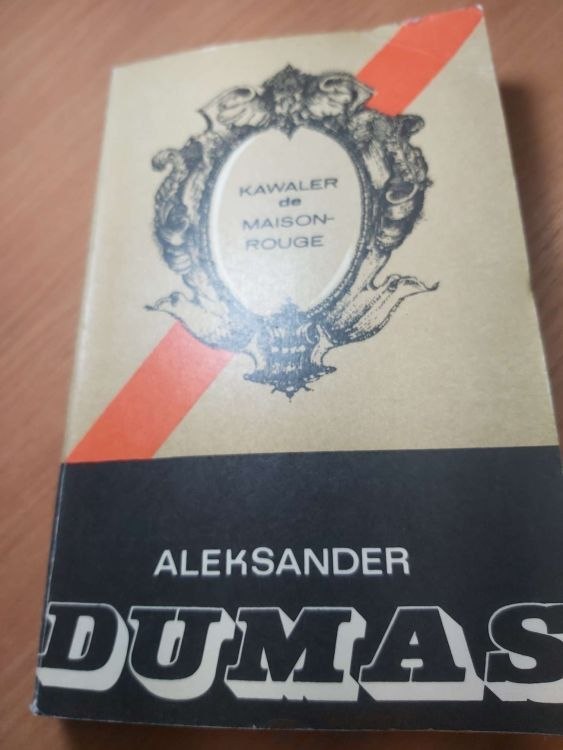 KAWALER
de
MAISON-
ROUGE
ALEKSANDER
DUMAS